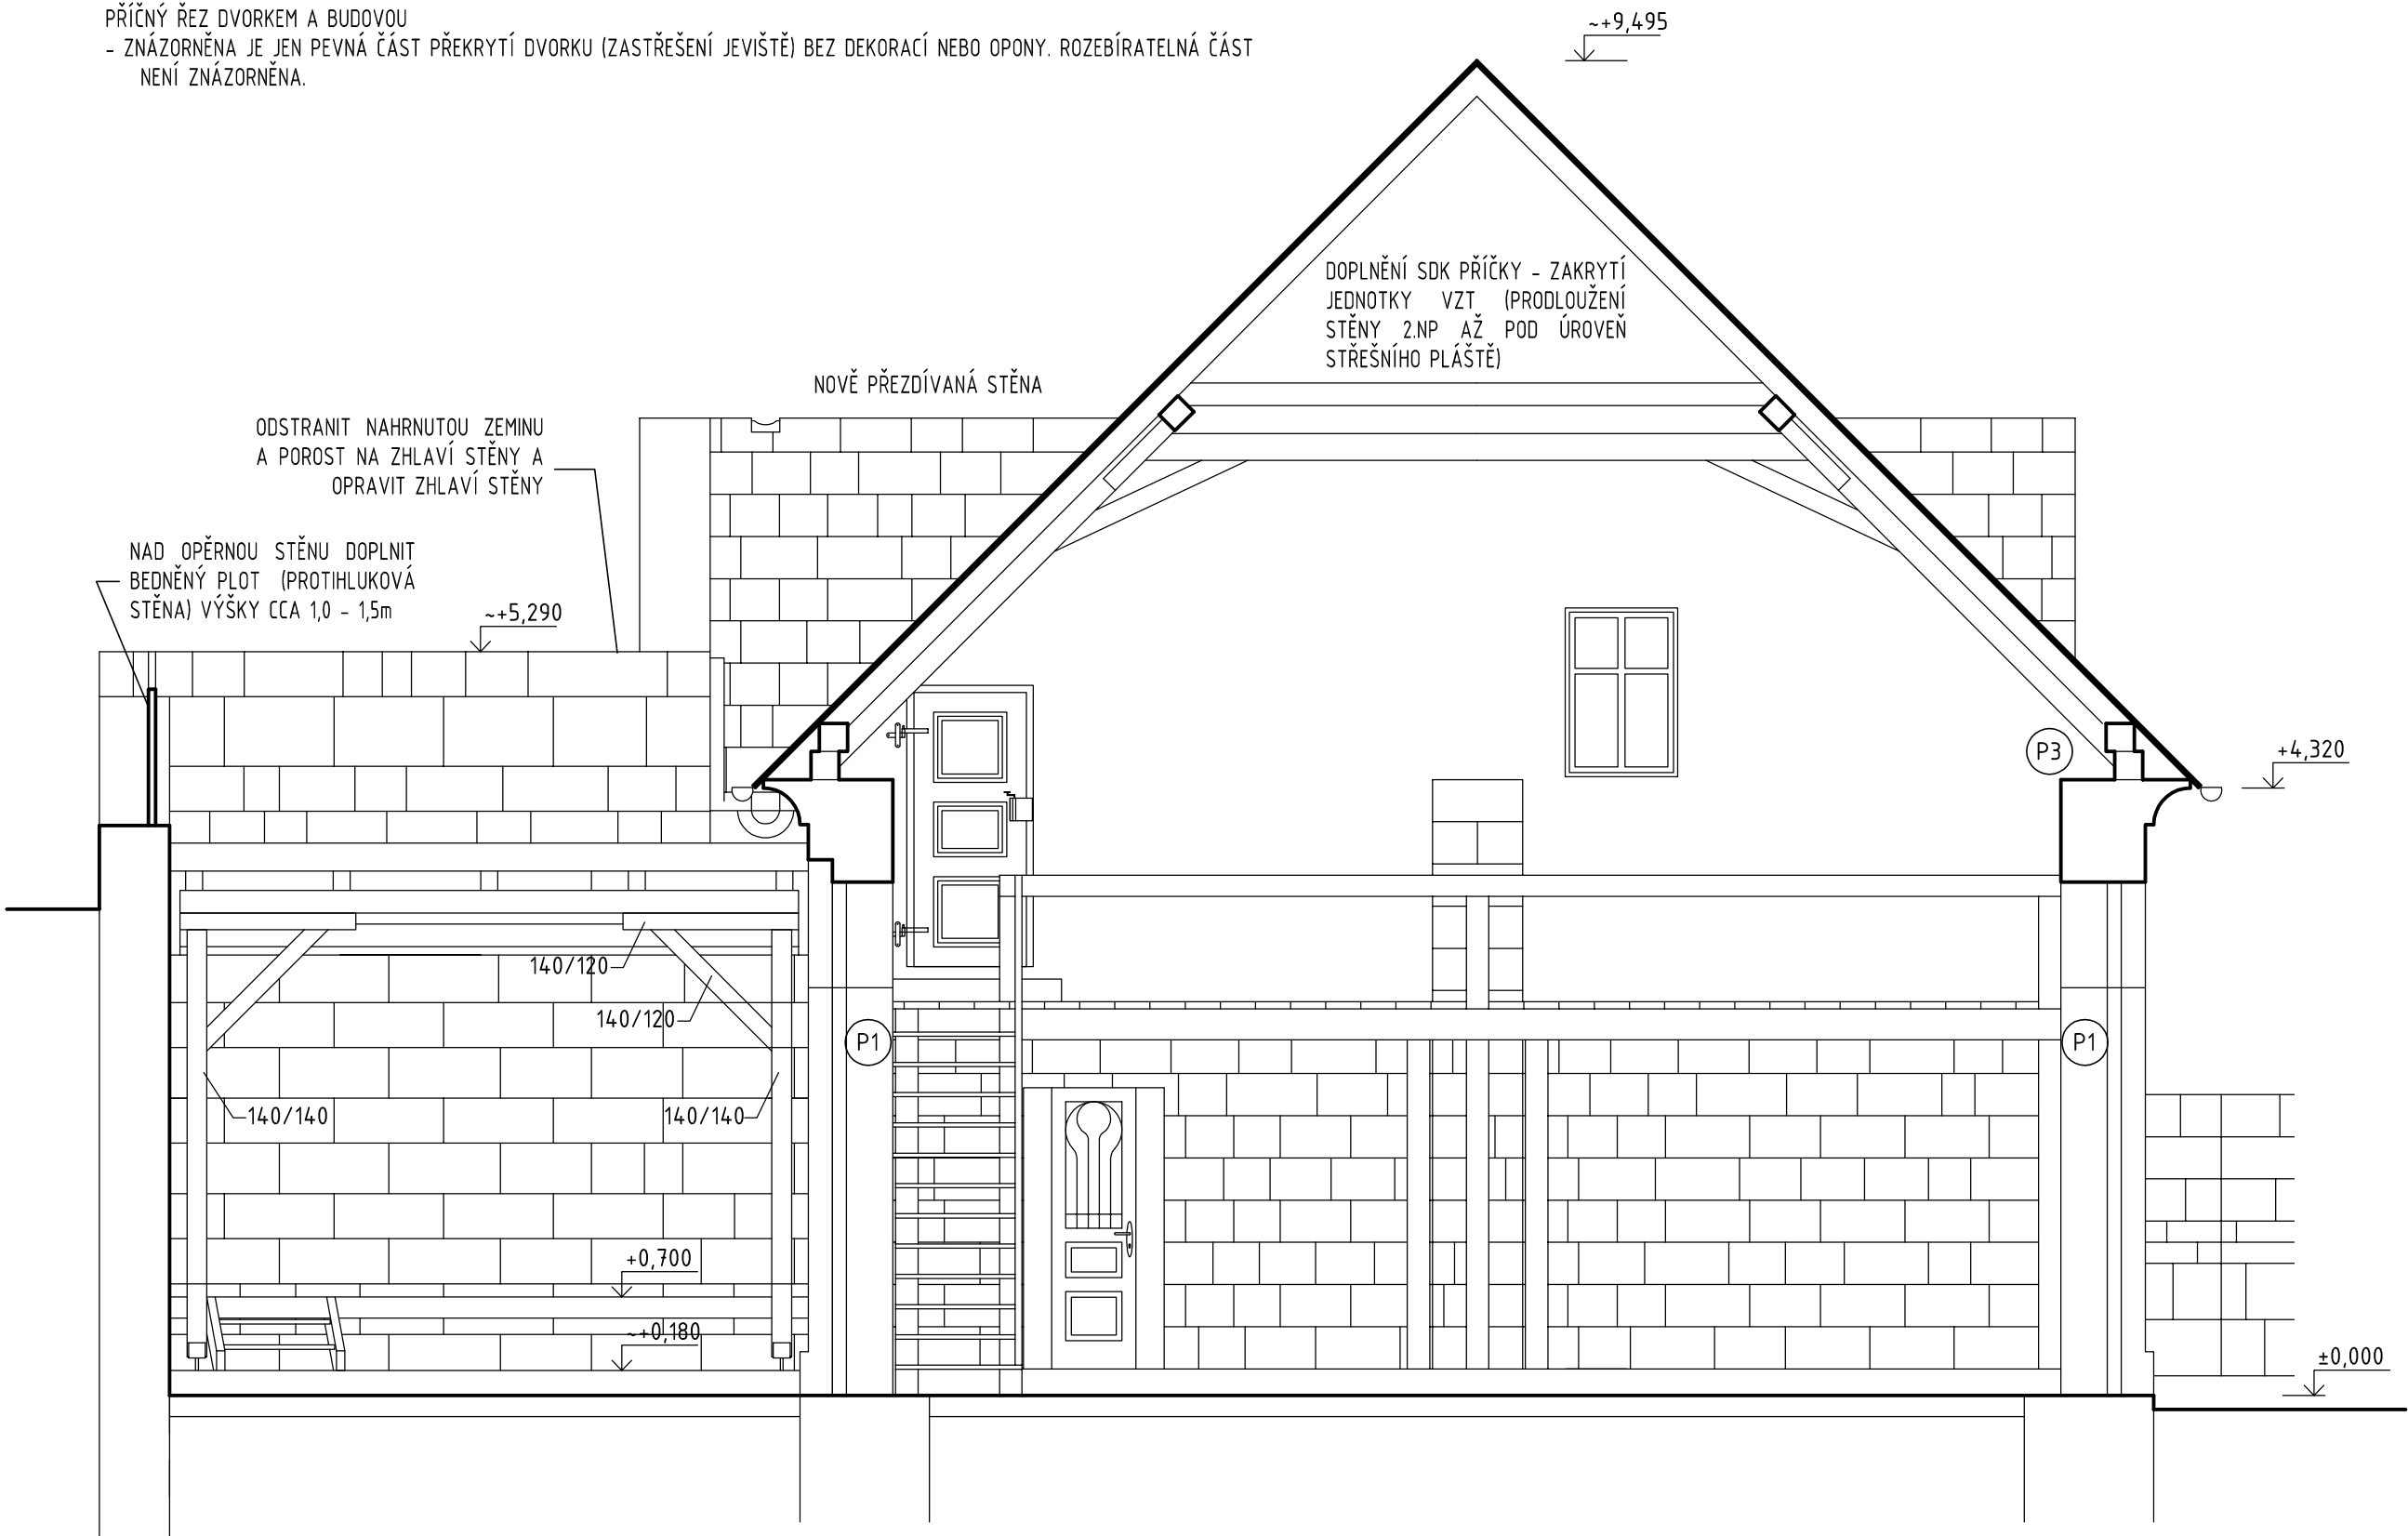 PŘÍČNÝ ŘEZ DVORKEM A BUDOVOU
- ZNÁZORNĚNA JE JEN PEVNÁ ČÁST PŘEKRYTÍ DVORKU (ZASTŘEŠENÍ JEVIŠTĚ) BEZ DEKORACÍ NEBO OPONY. ROZEBÍRATELNÁ ČÁST
NENÍ ZNÁZORNĚNA.
~+9,495
DOPLNĚNÍ SDK PŘÍČKY - ZAKRYTÍ
JEDNOTKY VZT (PRODLOUŽENÍ
STĚNY 2.NP AŽ POD ÚROVEŇ
STŘEŠNÍHO PLÁŠTĚ)
NOVĚ PŘEZDÍVANÁ STĚNA
ODSTRANIT NAHRNUTOU ZEMINU
A POROST NA ZHLAVÍ STĚNY A
OPRAVIT ZHLAVÍ STĚNY
NAD OPĚRNOU STĚNU DOPLNIT
BEDNĚNÝ PLOT (PROTIHLUKOVÁ
STĚNA) VÝŠKY CCA 1,0 - 1,5m
~+5,290
P3
+4,320
140/120
140/120
P1
P1
140/140
140/140
+0,700
~+0,180
±0,000